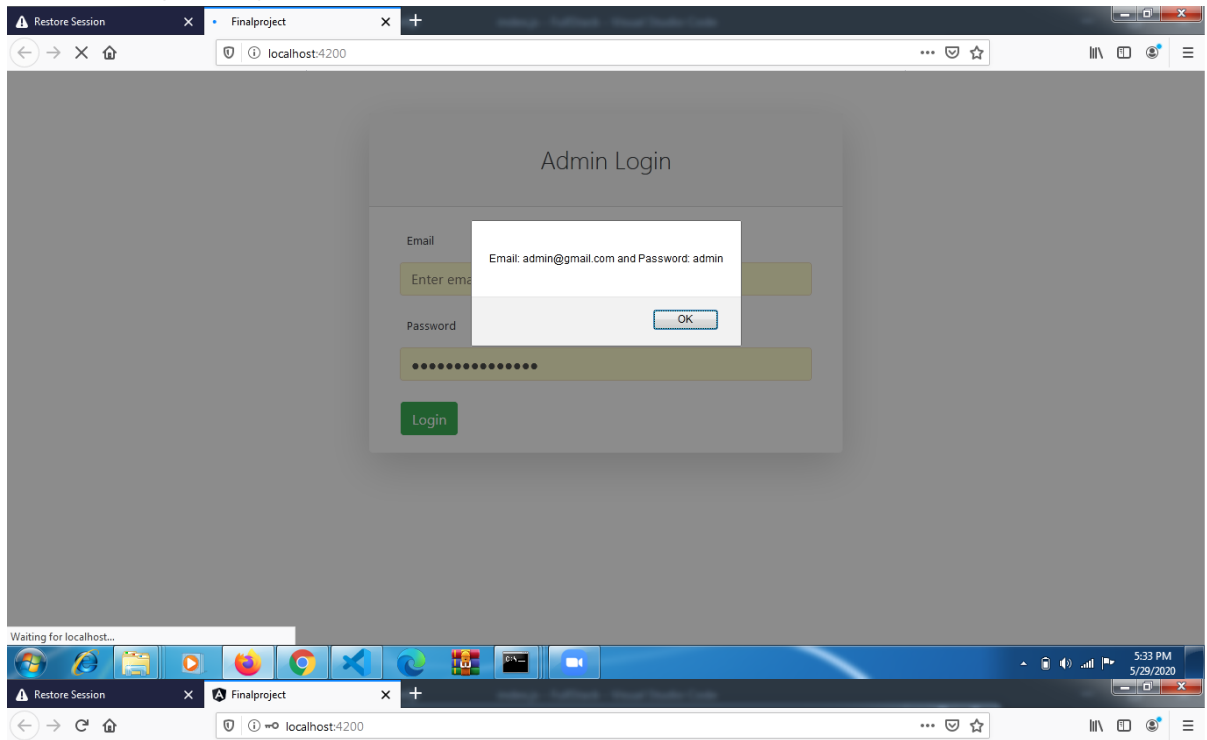 Restore Session
Finalproject
localhost:4200
Admin Login
Email
Email: admin@gmail.com and Password: admin
Enter ema
OK
Password
Login
Waiting for localhost...
5:33 PM
5/29/2020
Restore Session
Finalproject
localhost:4200